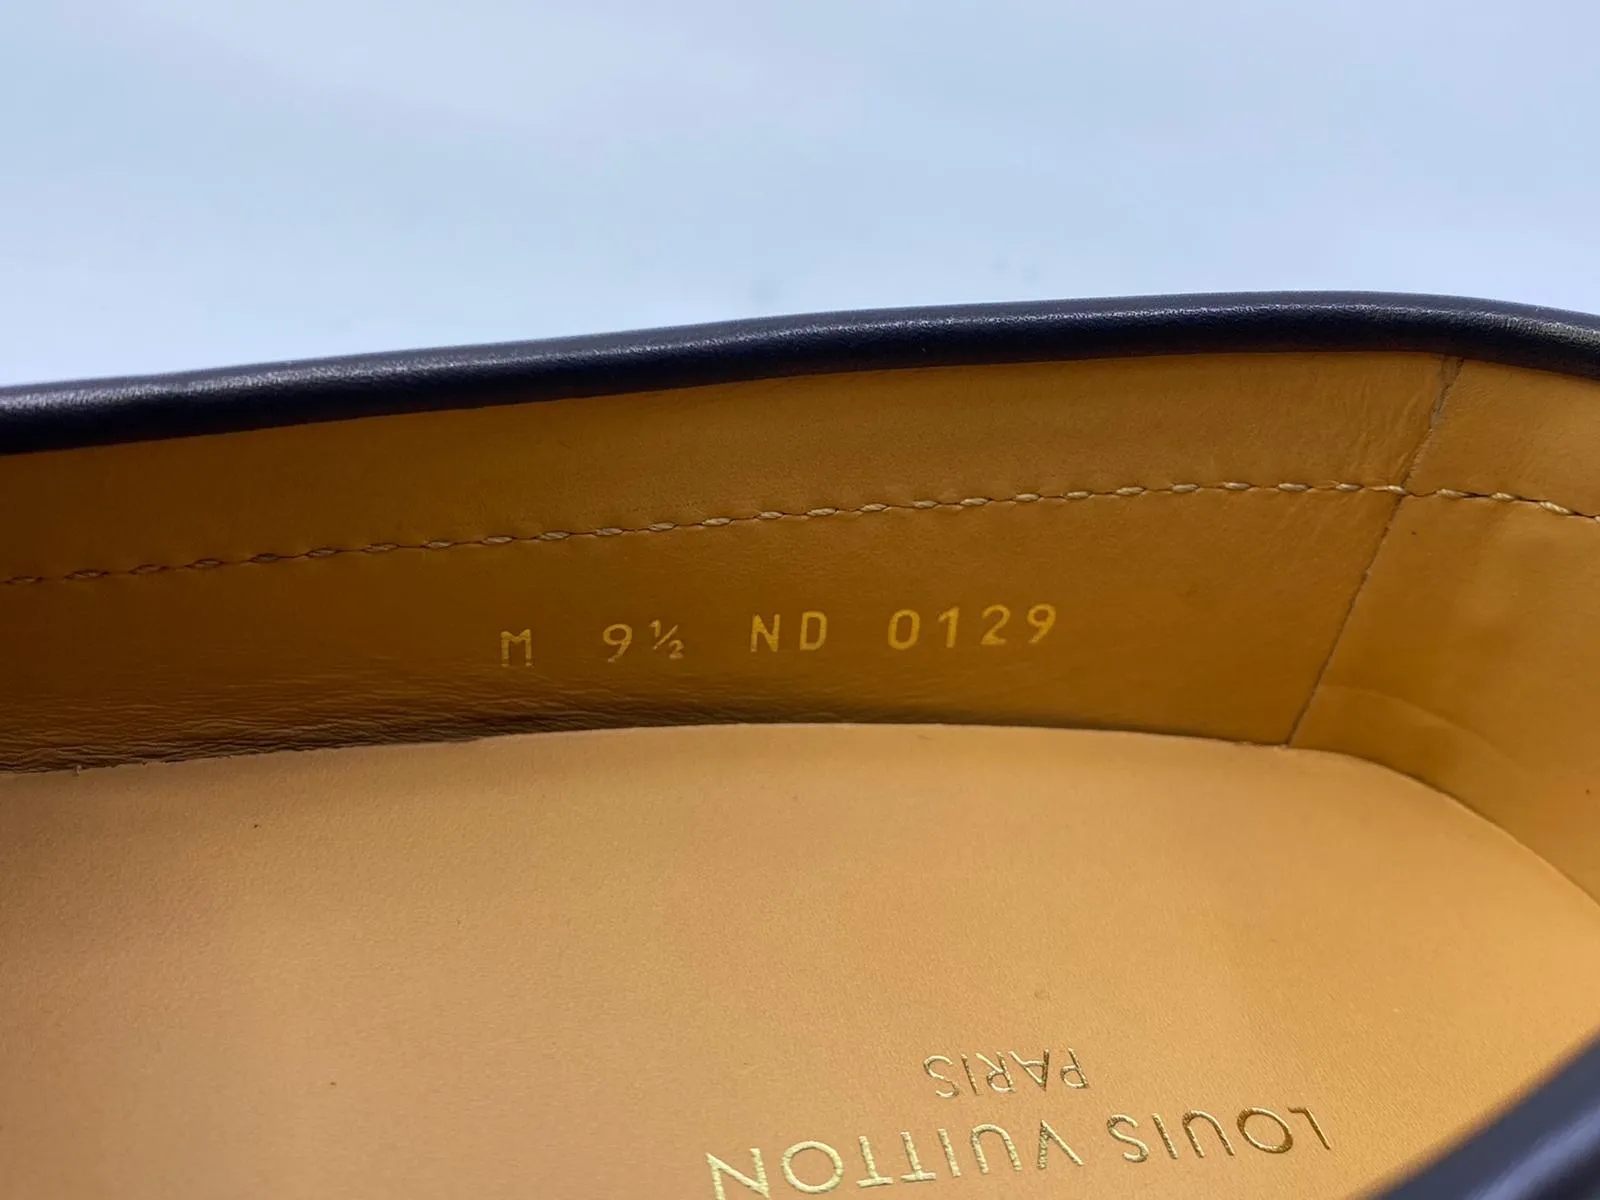 M 9½ ND 0129
LOUIS VUITTON
PARIS